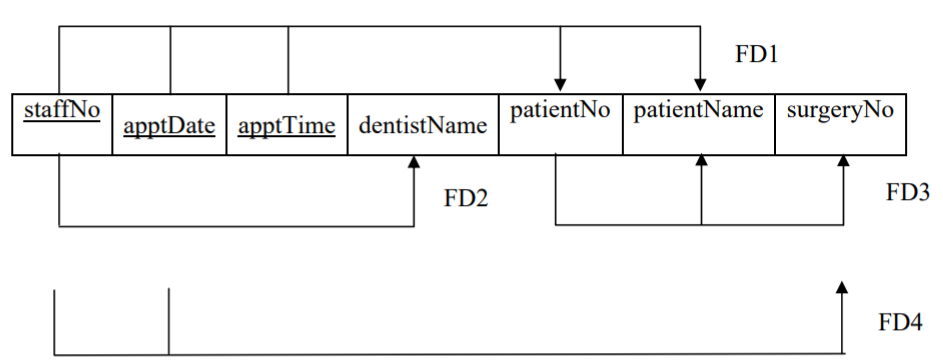 FD1
staffNo apptDate apptTime dentistName patientNo patientName surgeryNo
FD2
FD3
FD4